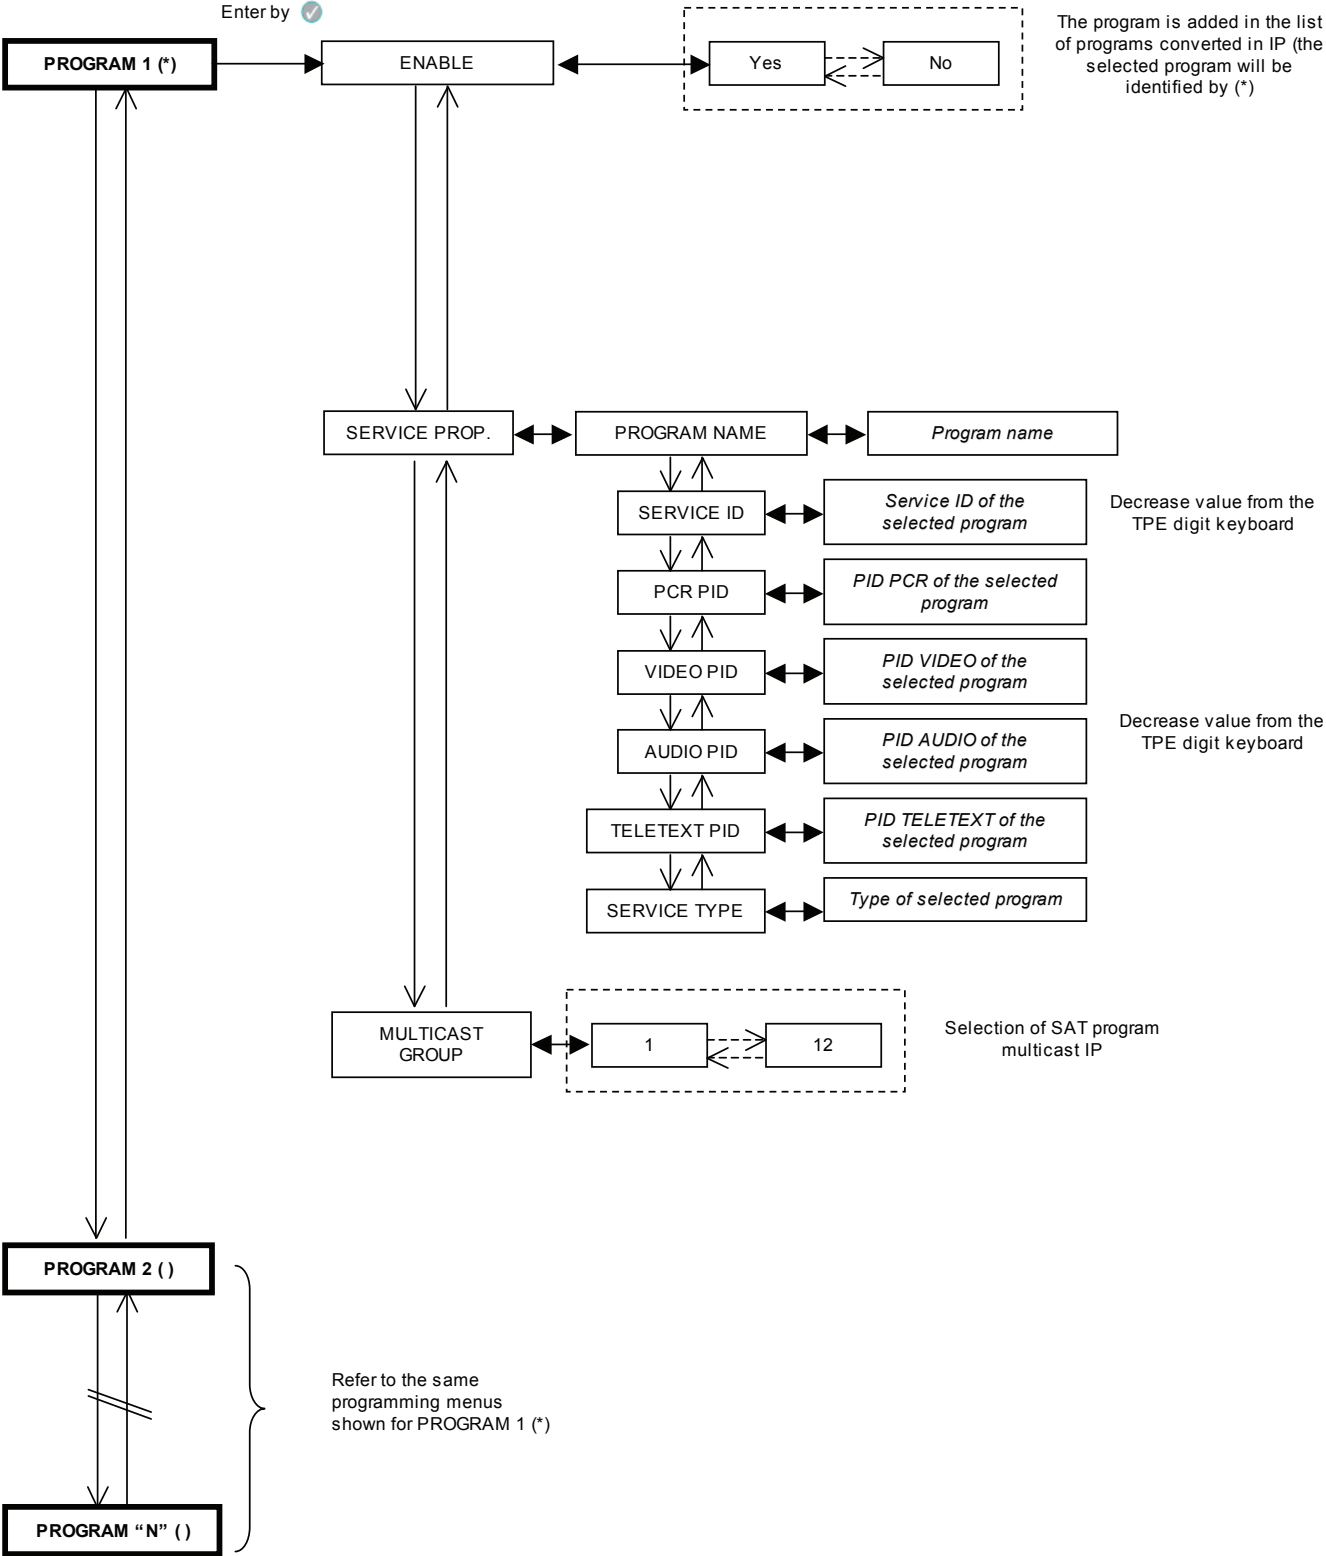 Enter by
PROGRAM 1 (*)
ENABLE
Yes
No
The program is added in the list
of programs converted in IP (the
selected program will be
identified by (*)
SERVICE PROP.
PROGRAM NAME
Program name
SERVICE ID
Service ID of the
selected program
Decrease value from the
TPE digit keyboard
PCR PID
PID PCR of the selected
program
VIDEO PID
PID VIDEO of the
selected program
Decrease value from the
TPE digit keyboard
AUDIO PID
PID AUDIO of the
selected program
TELETEXT PID
PID TELETEXT of the
selected program
SERVICE TYPE
Type of selected program
MULTICAST
GROUP
1
12
Selection of SAT program
multicast IP
PROGRAM 2 ( )
Refer to the same
programming menus
shown for PROGRAM 1 (*)
PROGRAM “N” ( )